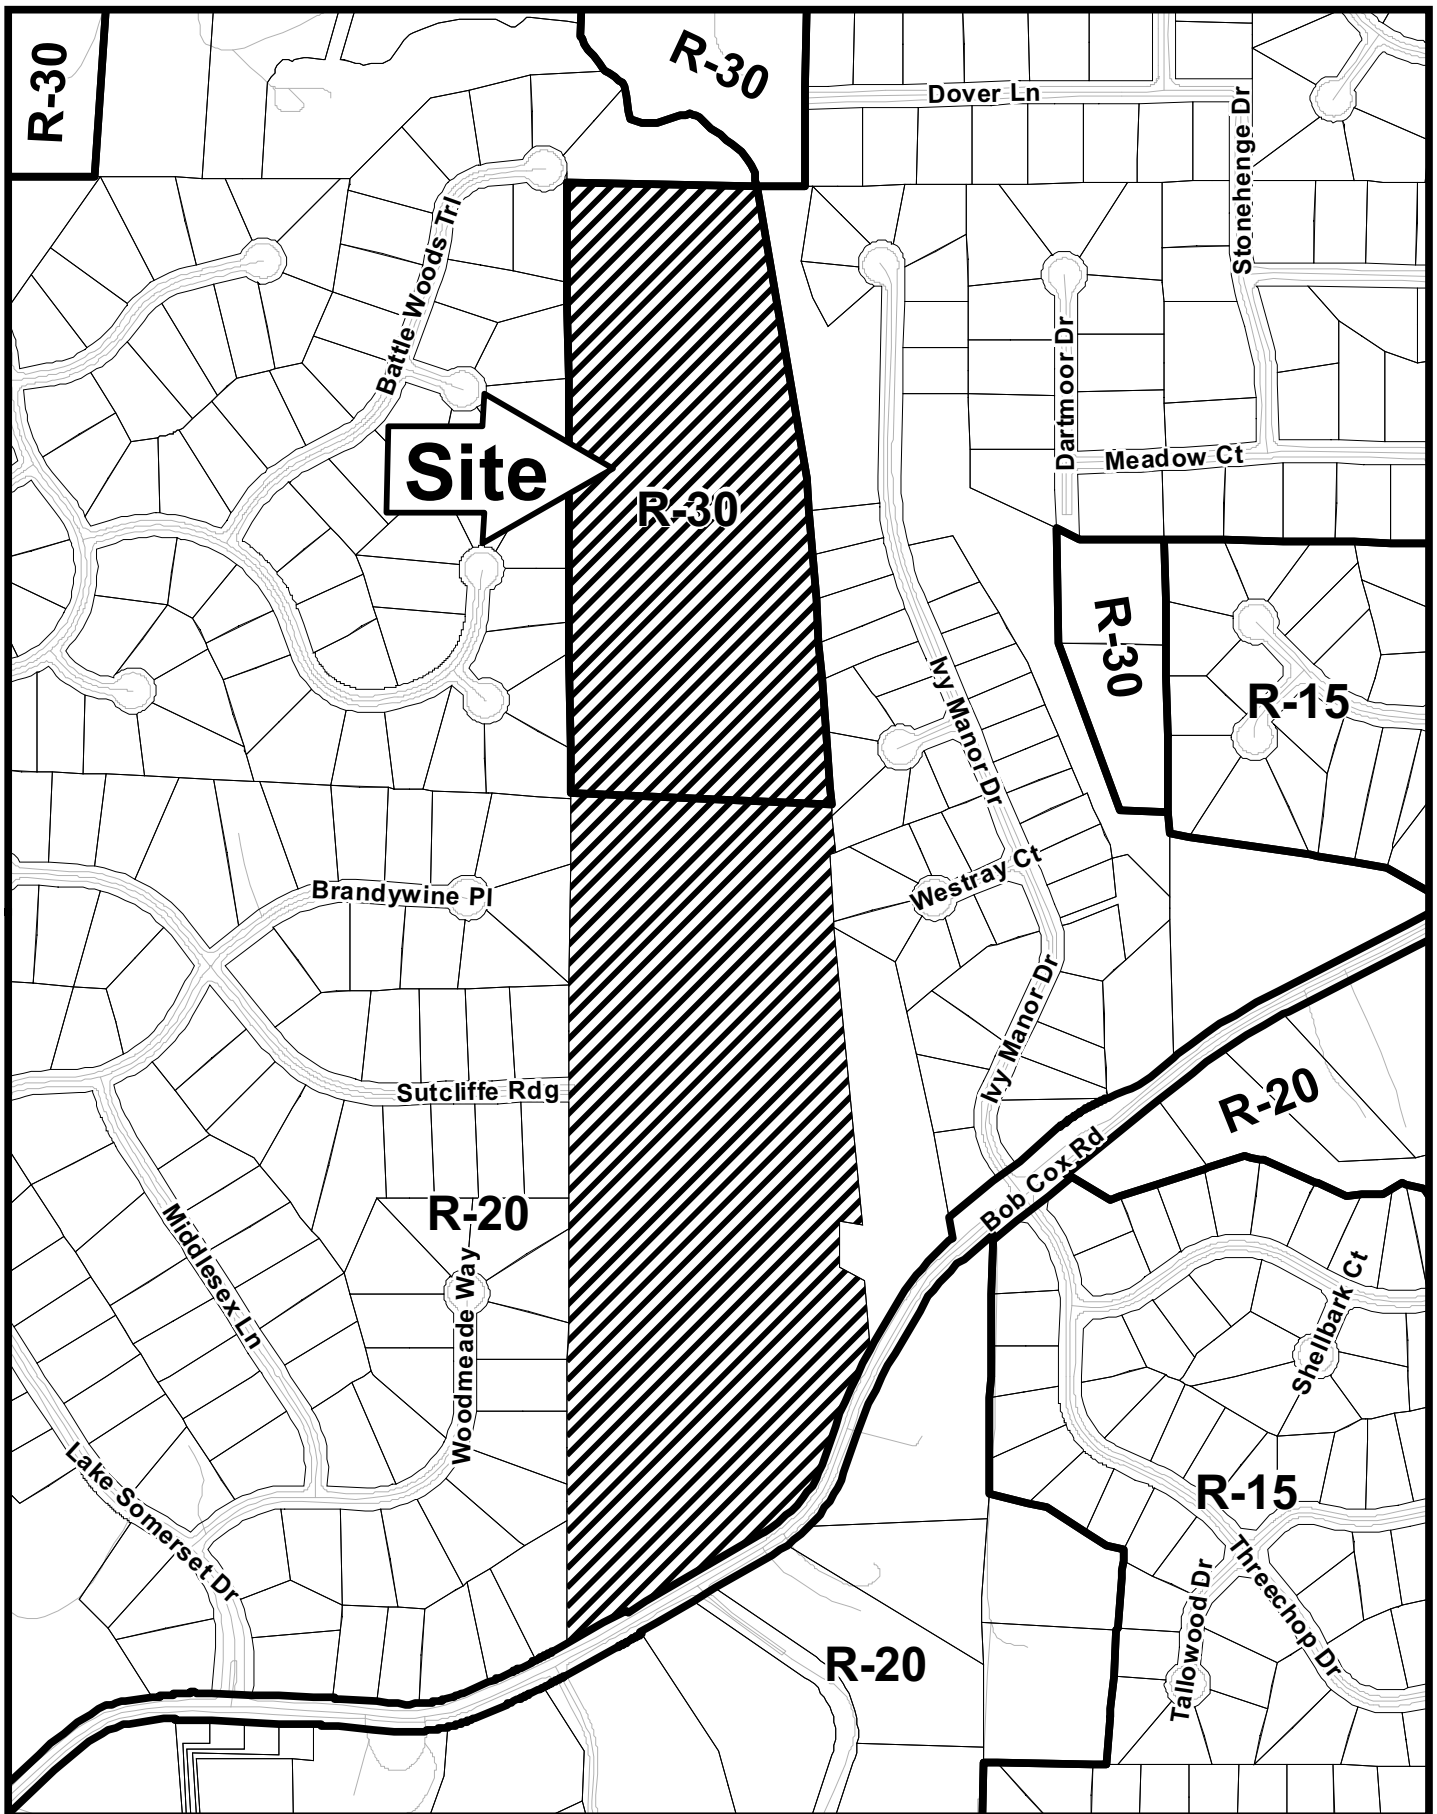 R-30
R-30
Dover Ln
Stonehenge Dr
Battle Woods Trl
Dartmoor Dr
Meadow Ct
Site
R-30
R-30
R-15
Ivy Manor Dr
Westray Ct
Brandywine Pl
Ivy Manor Dr
Sutcliffe Rdg
R-20
Bob Cox Rd
R-20
Middlesex Ln
Woodmeade Way
Shellbark Ct
Lake Somerset Dr
R-15
Threechop Dr
Tallowood Dr
R-20